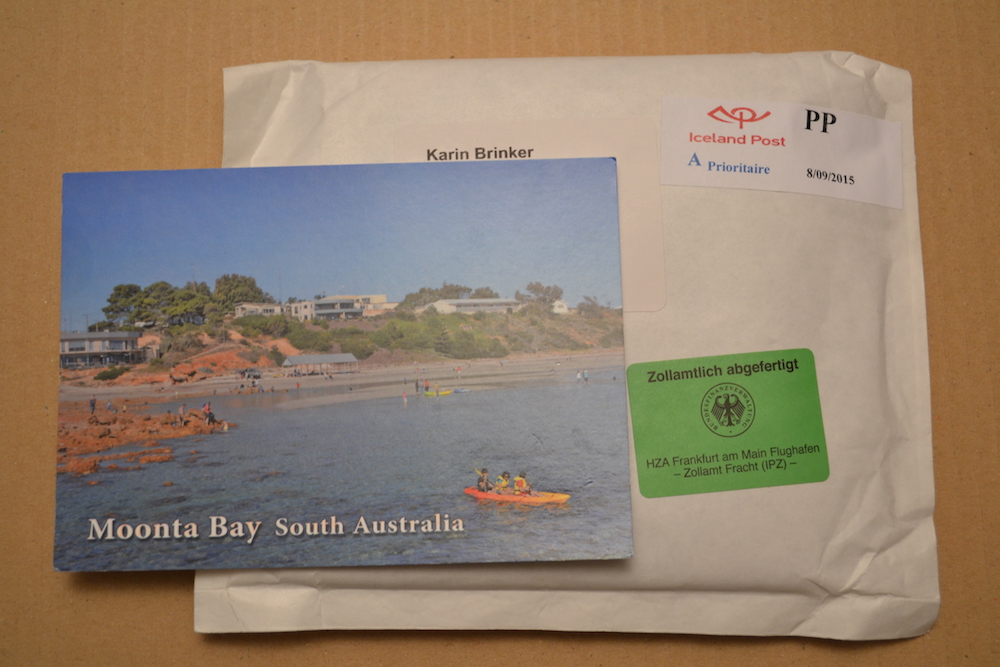 Iceland Post
PP
A Prioritaire
8/09/2015
Karin Brinker
Zollamtlich abgefertigt
BUNDESFINANZVERWALTUNG
HZA Frankfurt am Main Flughafen
– Zollamt Fracht (IPZ) –
Moonta Bay South Australia